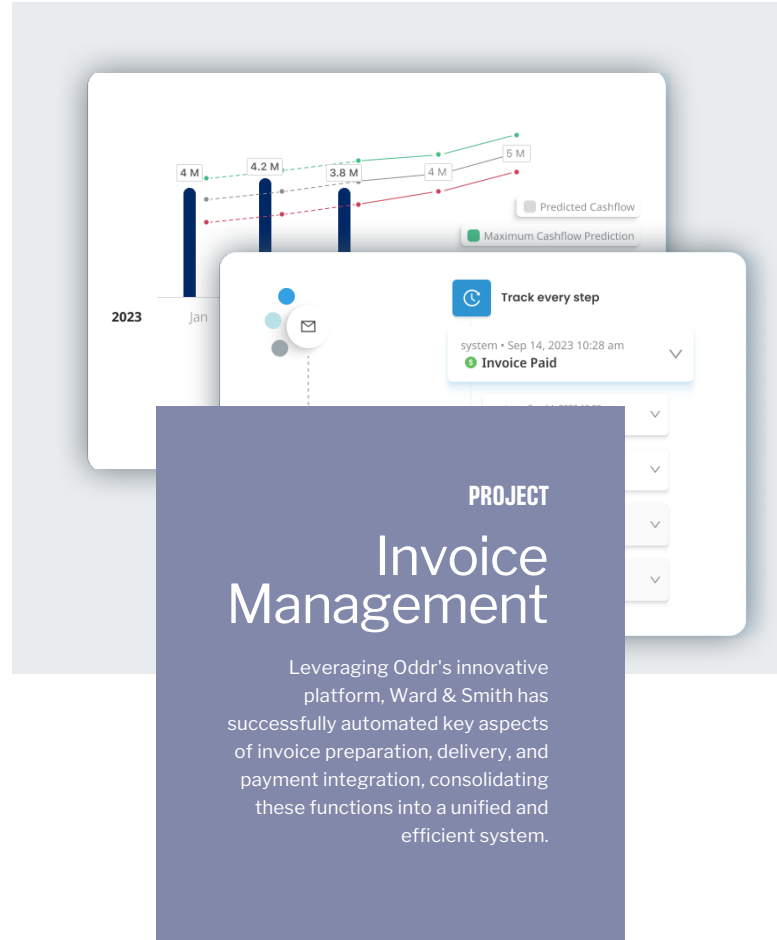 4 M
4.2 M
3.8 M
4 M
5 M
Predicted Cashflow
Maximum Cashflow Prediction
2023
Jan
Track every step
system • Sep 14, 2023 10:28 am
Invoice Paid
PROJECT
Invoice
Management
Leveraging Oddr's innovative
platform, Ward & Smith has
successfully automated key aspects
of invoice preparation, delivery, and
payment integration, consolidating
these functions into a unified and
efficient system.